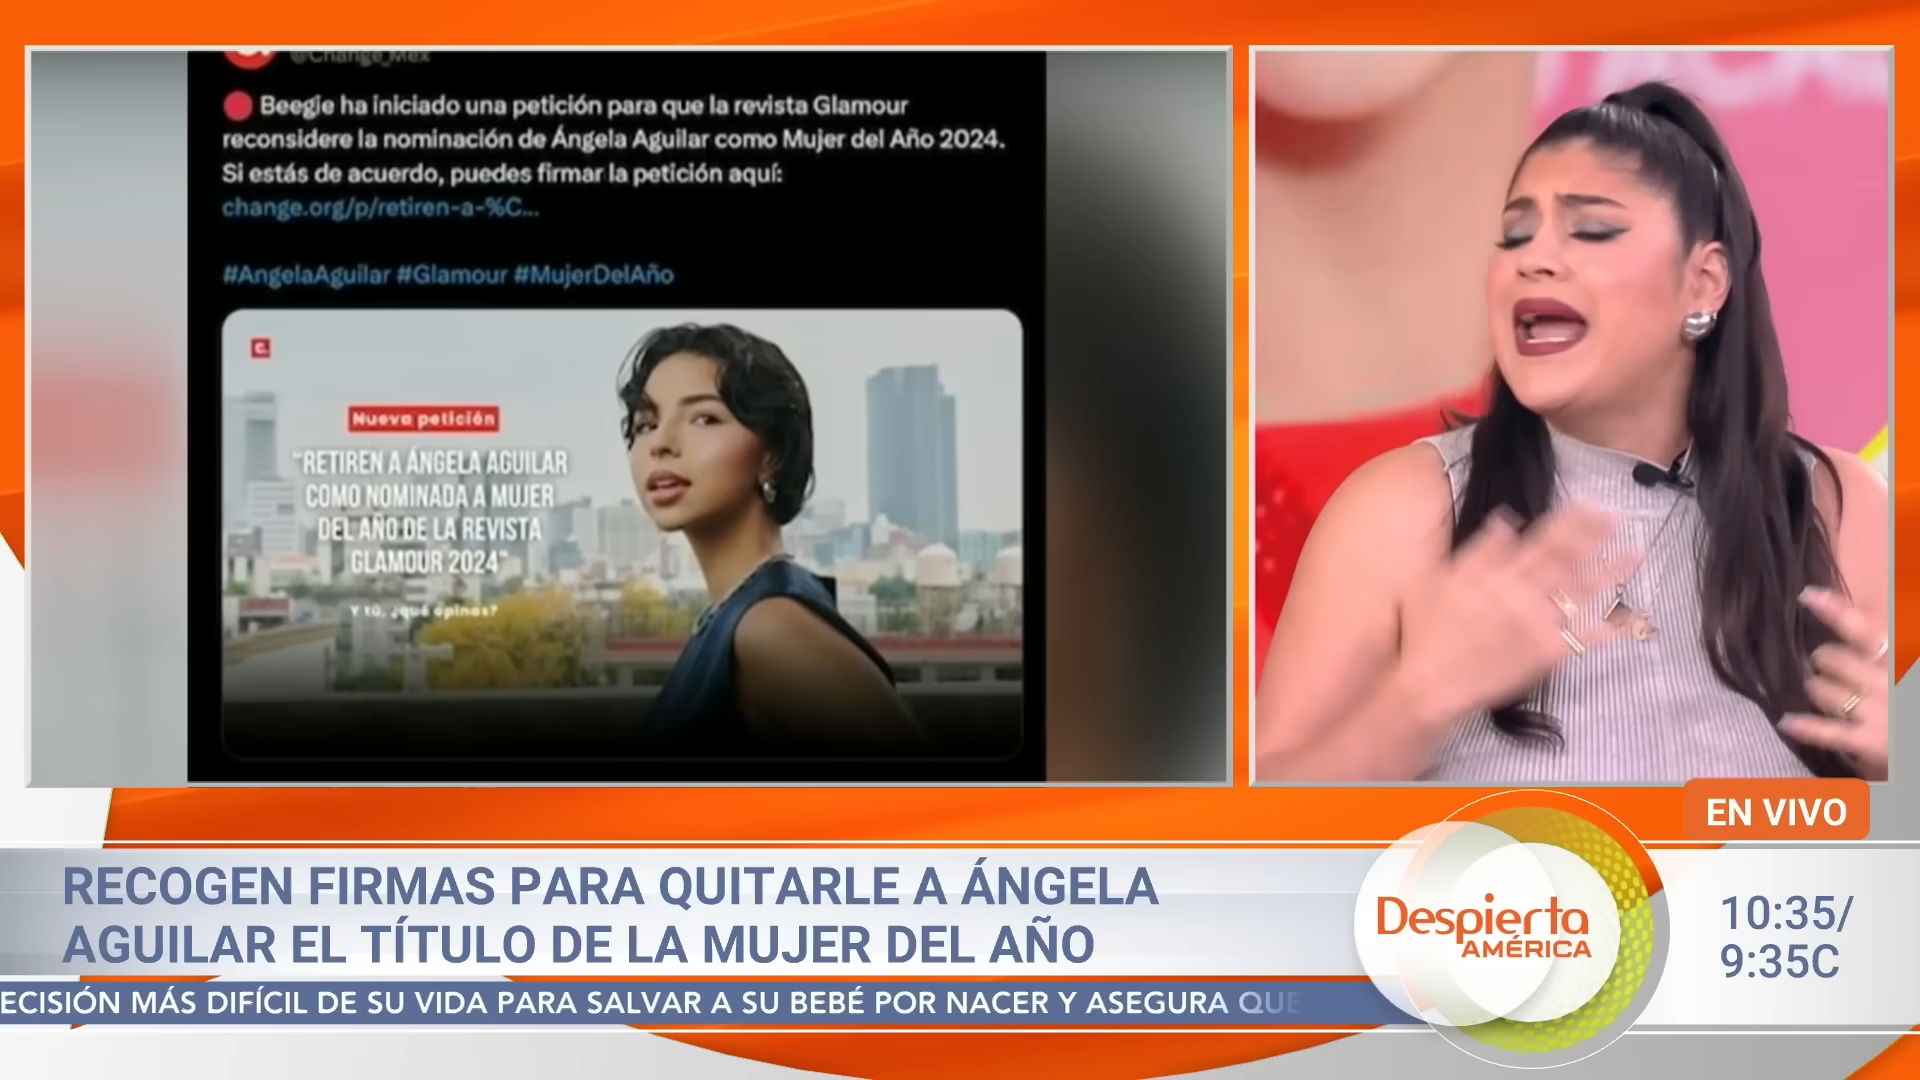 @Change_Mex
Beegie ha iniciado una petición para que la revista Glamour
reconsidere la nominación de Ángela Aguilar como Mujer del Año 2024.
Si estás de acuerdo, puedes firmar la petición aquí:
change.org/p/retiren-a-%C...
#AngelaAguilar #Glamour #MujerDelAño
c.
Nueva petición
"RETIREN A ÁNGELA AGUILAR
COMO NOMINADA A MUJER
DEL AÑO DE LA REVISTA
GLAMOUR 2024"
Y tú, ¿qué opinas?
EN VIVO
RECOGEN FIRMAS PARA QUITARLE A ÁNGELA
AGUILAR EL TÍTULO DE LA MUJER DEL AÑO
Despierta
AMÉRICA
10:35/
9:35C
ECISIÓN MÁS DIFÍCIL DE SU VIDA PARA SALVAR A SU BEBÉ POR NACER Y ASEGURA QUE